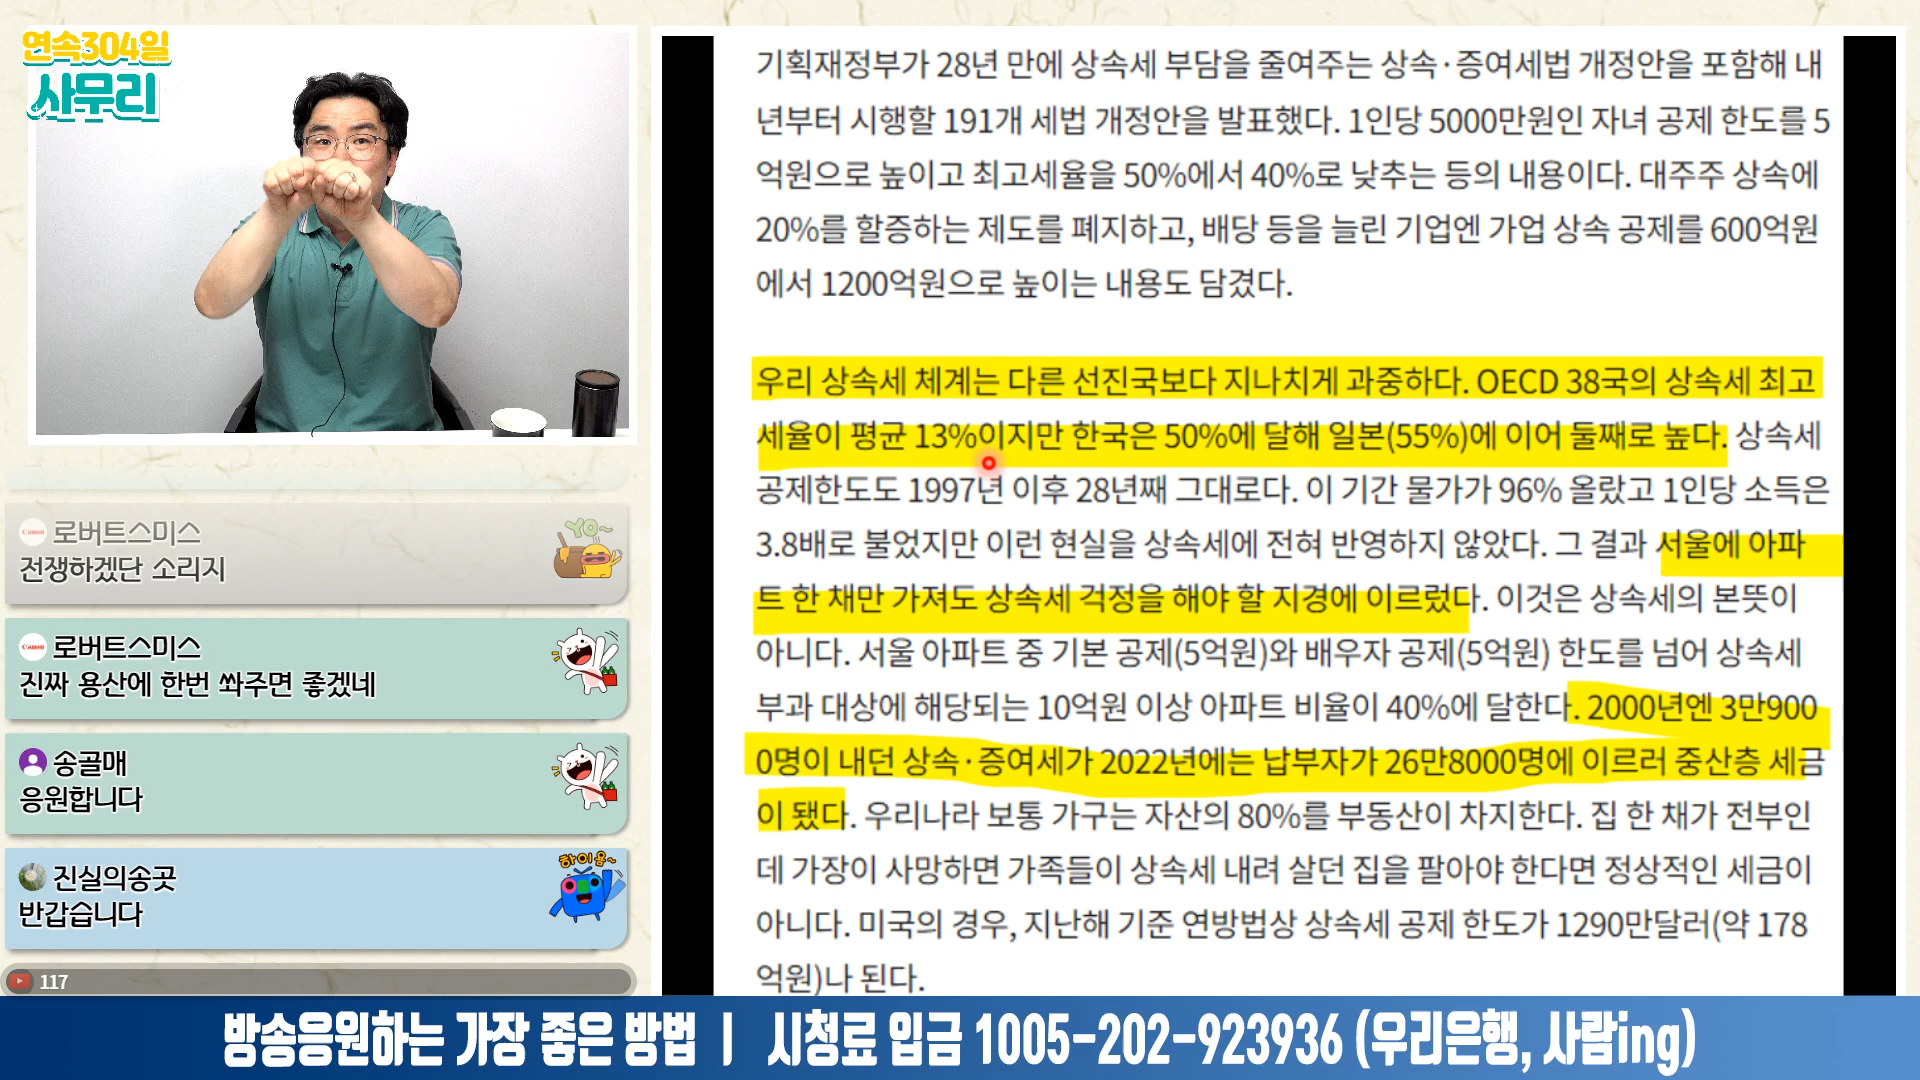 연속304일
사무리
기획재정부가 28년 만에 상속세 부담을 줄여주는 상속·증여세법 개정안을 포함해 내
년부터 시행할 191개 세법 개정안을 발표했다. 1인당 5000만원인 자녀 공제 한도를 5
억원으로 높이고 최고세율을 50%에서 40%로 낮추는 등의 내용이다. 대주주 상속에
20%를 할증하는 제도를 폐지하고, 배당 등을 늘린 기업엔 가업 상속 공제를 600억원
에서 1200억원으로 높이는 내용도 담겼다.
우리 상속세 체계는 다른 선진국보다 지나치게 과중하다. OECD 38국의 상속세 최고
세율이 평균 13%이지만 한국은 50%에 달해 일본(55%)에 이어 둘째로 높다. 상속세
공제한도도 1997년 이후 28년째 그대로다. 이 기간 물가가 96% 올랐고 1인당 소득은
3.8배로 불었지만 이런 현실을 상속세에 전혀 반영하지 않았다. 그 결과 서울에 아파
트 한 채만 가져도 상속세 걱정을 해야 할 지경에 이르렀다. 이것은 상속세의 본뜻이
아니다. 서울 아파트 중 기본 공제(5억원)와 배우자 공제(5억원) 한도를 넘어 상속세
부과 대상에 해당되는 10억원 이상 아파트 비율이 40%에 달한다. 2000년엔 3만900
0명이 내던 상속·증여세가 2022년에는 납부자가 26만8000명에 이르러 중산층 세금
이 됐다. 우리나라 보통 가구는 자산의 80%를 부동산이 차지한다. 집 한 채가 전부인
데 가장이 사망하면 가족들이 상속세 내려 살던 집을 팔아야 한다면 정상적인 세금이
아니다. 미국의 경우, 지난해 기준 연방법상 상속세 공제 한도가 1290만달러(약 178
억원)나 된다.
Canon 로버트스미스
전쟁하겠단 소리지
YO~
Canon 로버트스미스
진짜 용산에 한번 쏴주면 좋겠네
송골매
응원합니다
진실의송곳
반갑습니다
하이욤~
117
방송응원하는 가장 좋은 방법 | 시청료 입금 1005-202-923936 (우리은행, 사람ing)